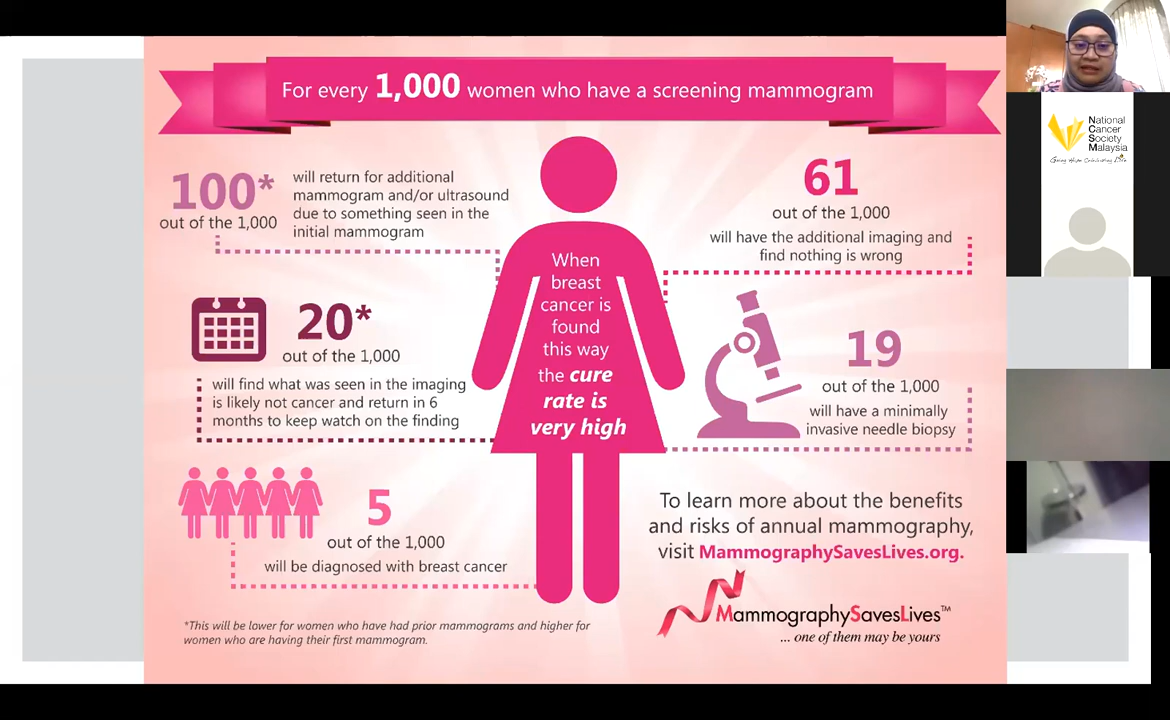 For every 1,000 women who have a screening mammogram
100*
out of the 1,000
will return for additional
mammogram and/or ultrasound
due to something seen in the
initial mammogram
61
out of the 1,000
will have the additional imaging and
find nothing is wrong
20*
out of the 1,000
will find what was seen in the imaging
is likely not cancer and return in 6
months to keep watch on the finding
When
breast
cancer is
found
this way
the cure
rate is
very high
19
out of the 1,000
will have a minimally
invasive needle biopsy
5
out of the 1,000
will be diagnosed with breast cancer
To learn more about the benefits
and risks of annual mammography,
visit MammographySavesLives.org.
MammographySavesLives™
... one of them may be yours
*This will be lower for women who have had prior mammograms and higher for
women who are having their first mammogram.
National
Cancer
Society
Malaysia
Giving Hope Celebrating Life